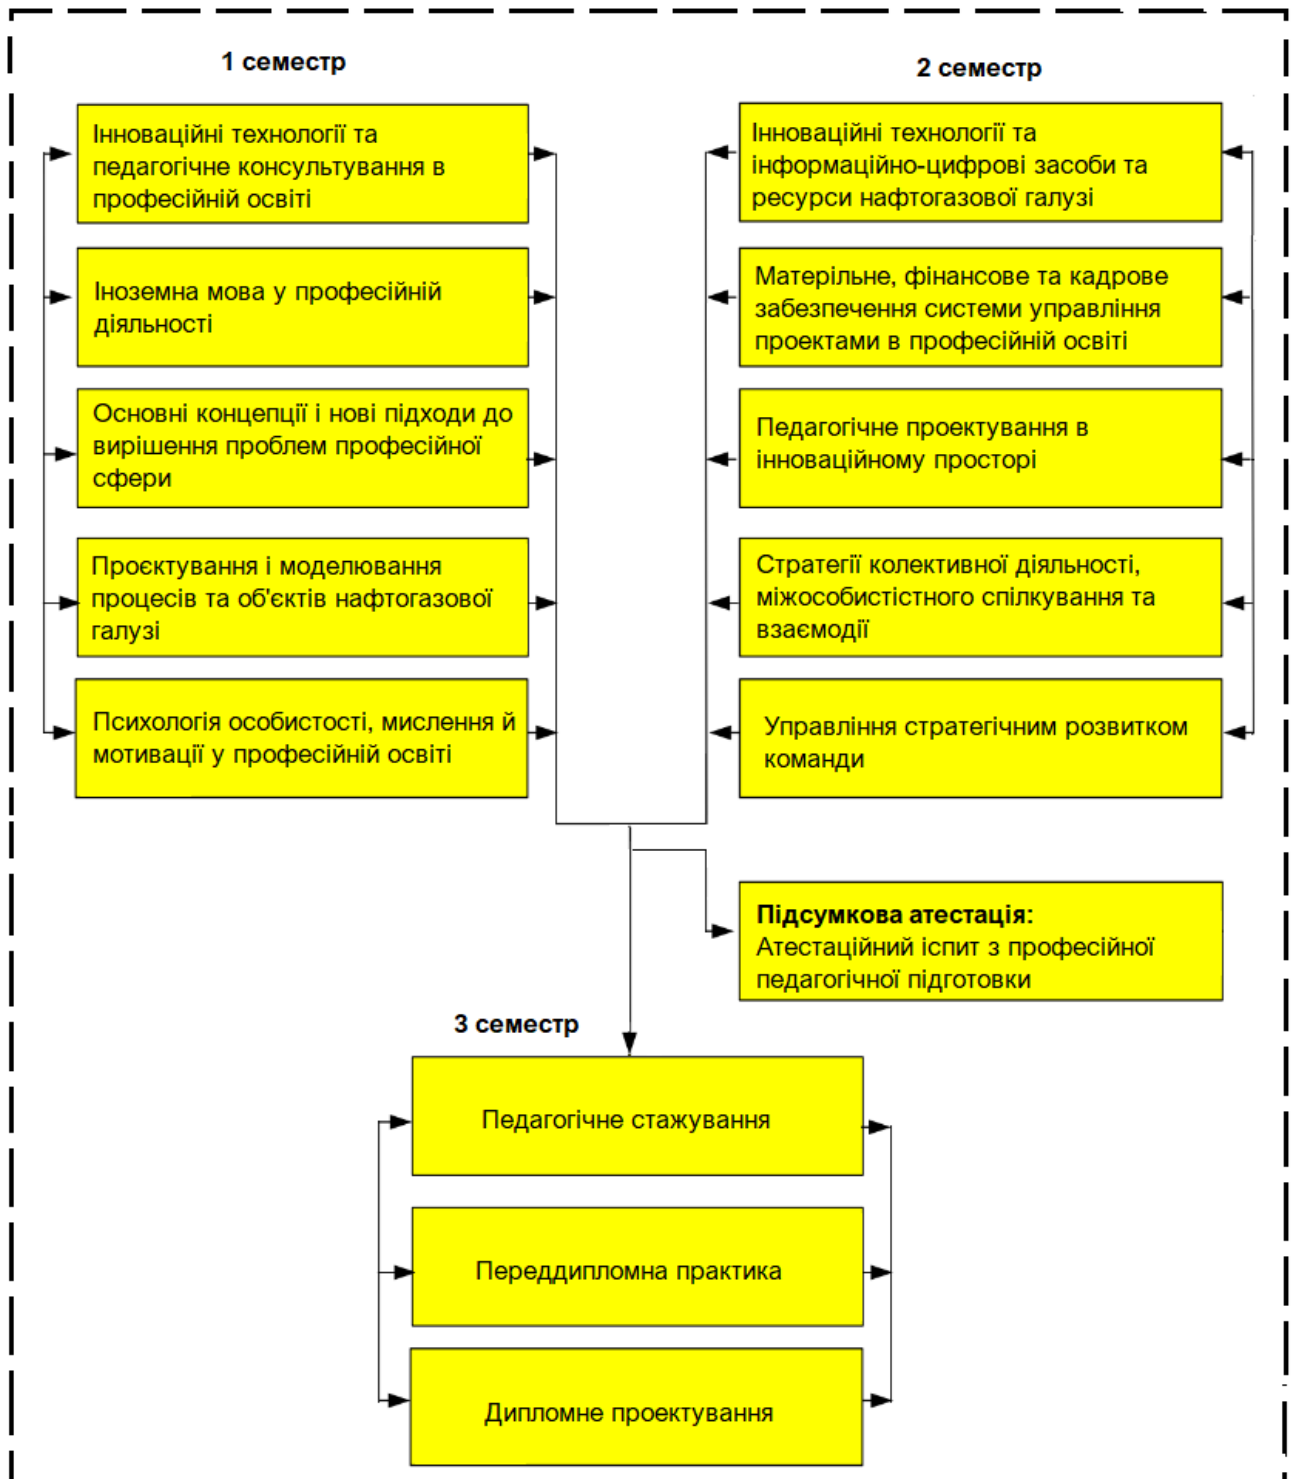 1 семестр
Інноваційні технології та
педагогічне консультування в
професійній освіті
Іноземна мова у професійній
діяльності
Основні концепції і нові підходи до
вирішення проблем професійної
сфери
Проєктування і моделювання
процесів та об'єктів нафтогазової
галузі
Психологія особистості, мислення й
мотивації у професійній освіті
2 семестр
Інноваційні технології та
інформаційно-цифрові засоби та
ресурси нафтогазової галузі
Матерільне, фінансове та кадрове
забезпечення системи управління
проектами в професійній освіті
Педагогічне проектування в
інноваційному просторі
Стратегії колективної діяльності,
міжособистістного спілкування та
взаємодії
Управління стратегічним розвитком
команди
Підсумкова атестація:
Атестаційний іспит з професійної
педагогічної підготовки
3 семестр
Педагогічне стажування
Переддипломна практика
Дипломне проектування